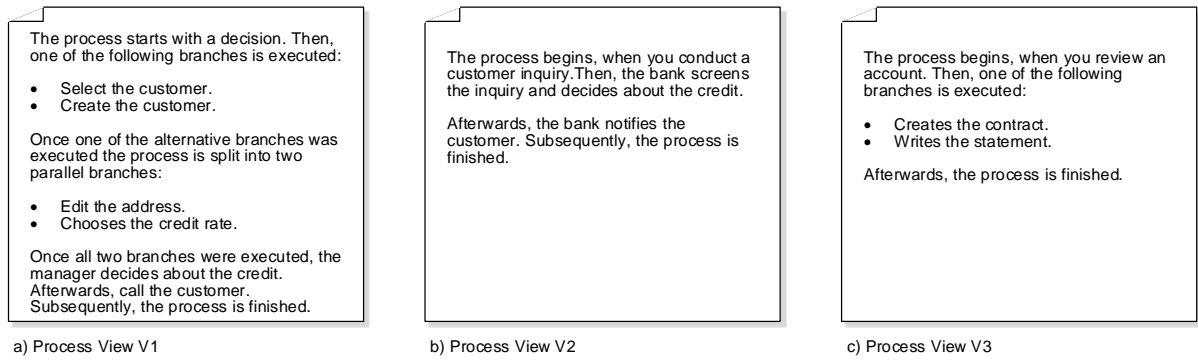 The process starts with a decision. Then,
one of the following branches is executed:
• Select the customer.
• Create the customer.
Once one of the alternative branches was
executed the process is split into two
parallel branches:
• Edit the address.
• Chooses the credit rate.
Once all two branches were executed, the
manager decides about the credit.
Afterwards, call the customer.
Subsequently, the process is finished.
a) Process View V1
The process begins, when you conduct a
customer inquiry.Then, the bank screens
the inquiry and decides about the credit.
Afterwards, the bank notifies the
customer. Subsequently, the process is
finished.
b) Process View V2
The process begins, when you review an
account. Then, one of the following
branches is executed:
• Creates the contract.
• Writes the statement.
Afterwards, the process is finished.
c) Process View V3